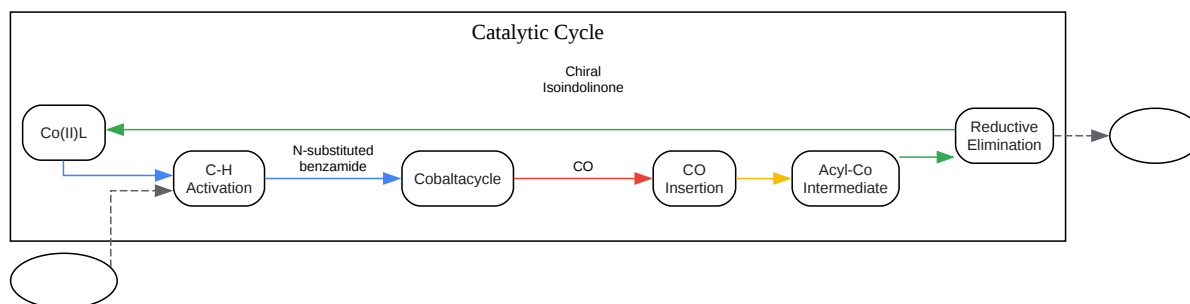 Catalytic Cycle
Chiral
Isoindolinone
Co(II)L
Reductive
Elimination
C-H
Activation
N-substituted
benzamide
Cobaltacycle
CO
CO
Insertion
Acyl-Co
Intermediate